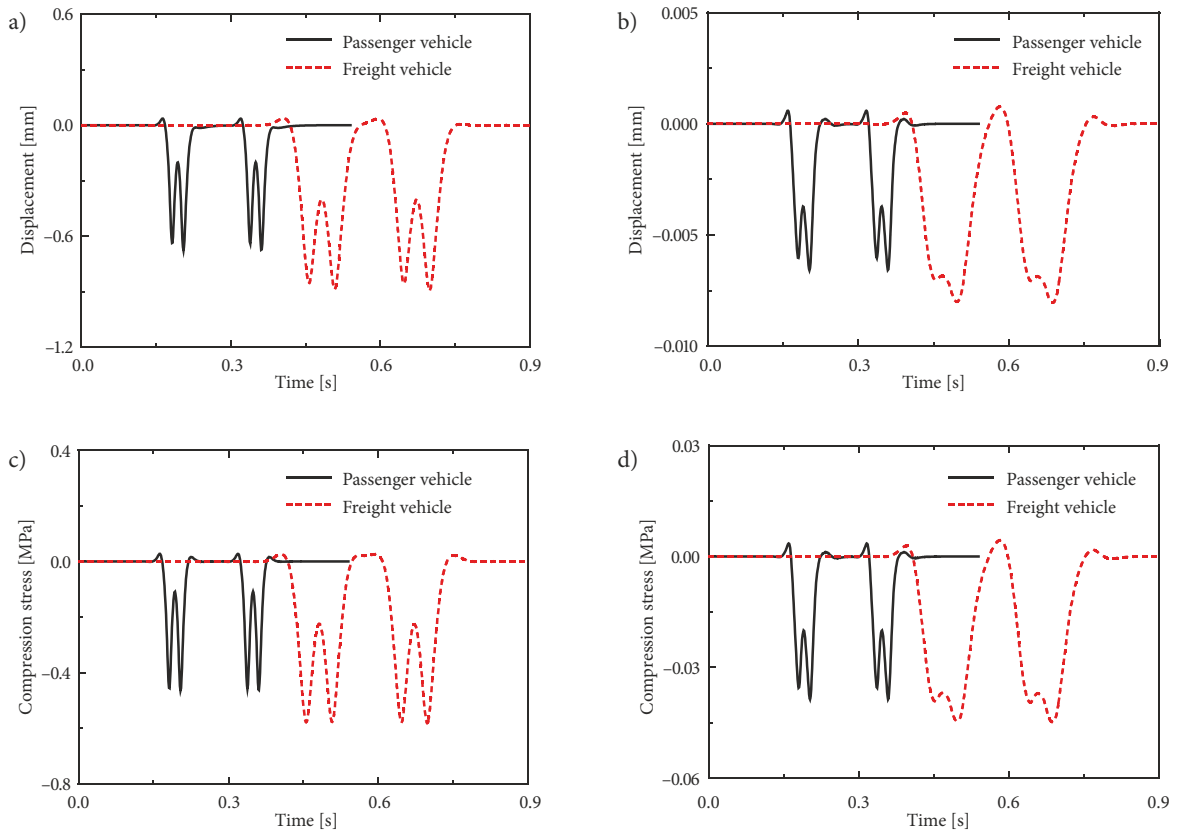 a)
0.6
0.0
−0.6
−1.2
Displacement [mm]
Passenger vehicle
Freight vehicle
0.0 0.3 0.6 0.9
Time [s]
b)
0.005
0.000
−0.005
−0.010
Displacement [mm]
Passenger vehicle
Freight vehicle
0.0 0.3 0.6 0.9
Time [s]
c)
0.4
0.0
−0.4
−0.8
Compression stress [MPa]
Passenger vehicle
Freight vehicle
0.0 0.3 0.6 0.9
Time [s]
d)
0.03
0.00
−0.03
−0.06
Compression stress [MPa]
Passenger vehicle
Freight vehicle
0.0 0.3 0.6 0.9
Time [s]